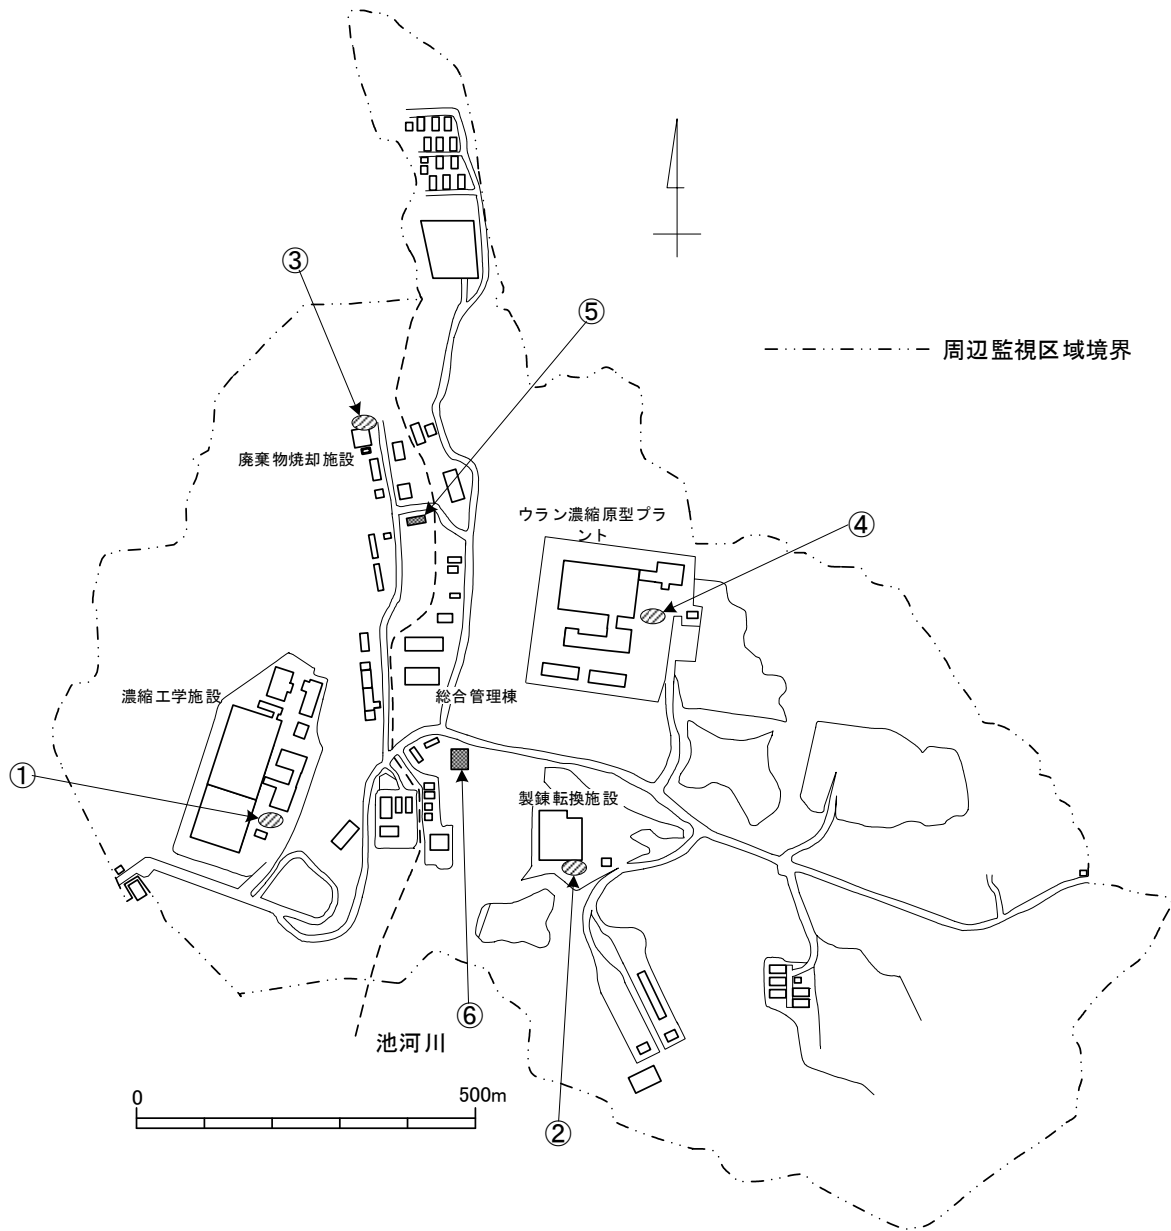 ③
⑤
周辺監視区域境界
廃棄物焼却施設
ウラン濃縮原型プラ
ント
④
濃縮工学施設
総合管理棟
①
製錬転換施設
⑥
池河川
0
500m
②